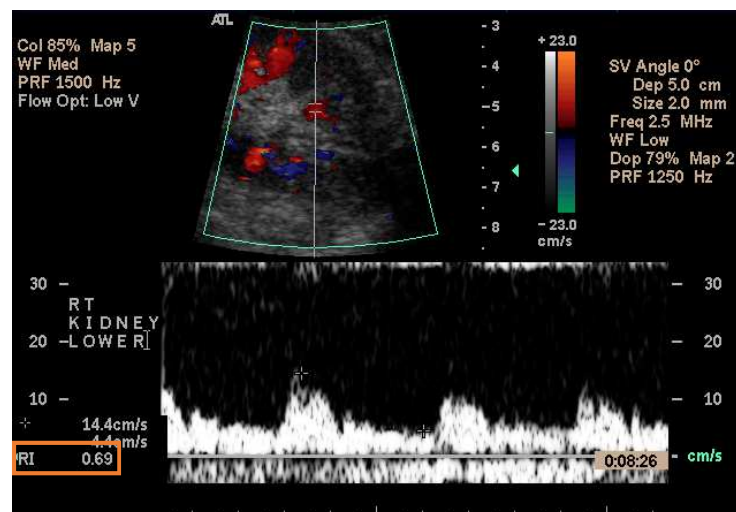 ATL
Col 85% Map 5
WF Med
PRF 1500 Hz
Flow Opt: Low V
- 3
- 4
-5
- 6
- 7
- 8
+ 23.0
- 23.0
cm/s
SV Angle 0°
Dep 5.0 cm
Size 2.0 mm
Freq 2.5 MHz
WF Low
Dop 79% Map 2
PRF 1250 Hz
30 -
RT
KIDNEY
20 -LOWER
10 -
14.4cm/s
4.4cm/s
RI 0.69
- 30
- 20
- 10
- cm/s
0:08:26